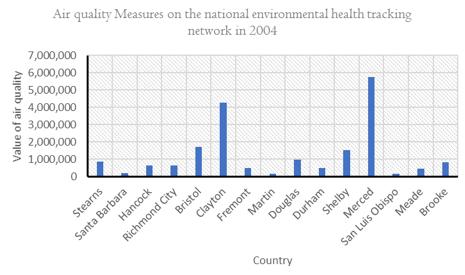 Air quality Measures on the national environmental health tracking
network in 2004
Value of air quality
7,000,000
6,000,000
5,000,000
4,000,000
3,000,000
2,000,000
1,000,000
0
Stearns
Santa Barbara
Hancock
Richmond City
Bristol
Clayton
Fremont
Martin
Douglas
Durham
Shelby
Merced
San Luis Obispo
Meade
Brooke
Country